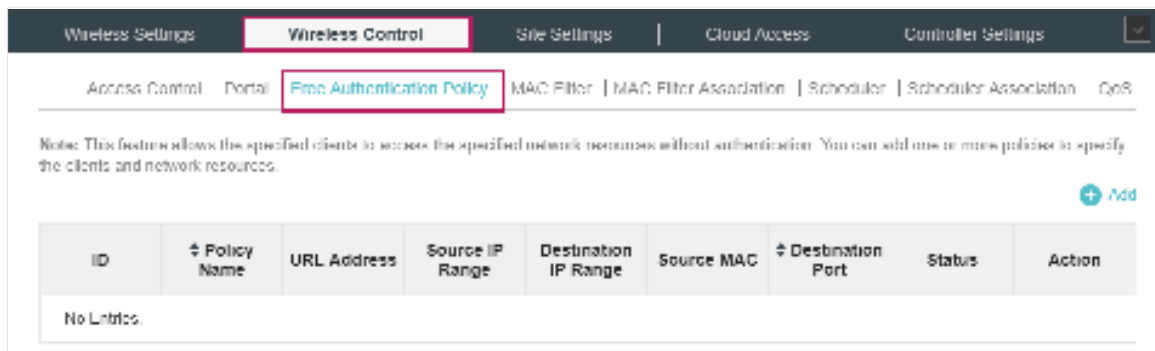 Wireless Settings Wireless Control Site Settings | Cloud Access Controller Settings
Access Control Portal Free Authentication Policy MAC Filter | MAC Filter Association | Scheduler | Scheduler Association QoS
Note: This feature allows the specified clients to access the specified network resources without authentication. You can add one or more policies to specify
the clients and network resources.
Add
ID Policy Name URL Address Source IP Range Destination IP Range Source MAC Destination Port Status Action
No Entries.